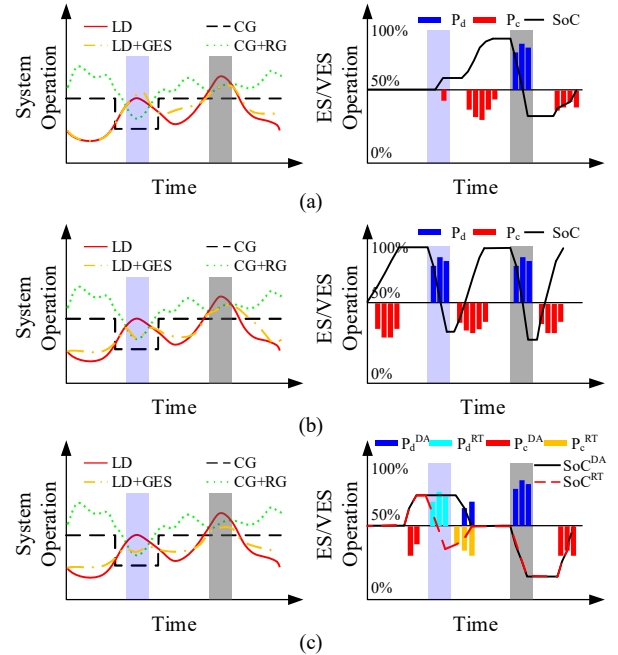 LD CG
LD+GES CG+RG
System
Operation
Time
P_d P_c SoC
100%
50%
0%
ES/VES
Operation
Time
(a)
LD CG
LD+GES CG+RG
System
Operation
Time
P_d P_c SoC
100%
50%
0%
ES/VES
Operation
Time
(b)
LD CG
LD+GES CG+RG
System
Operation
Time
P_d^DA P_d^RT P_c^DA P_c^RT
SoC^DA
SoC^RT
100%
50%
0%
ES/VES
Operation
Time
(c)